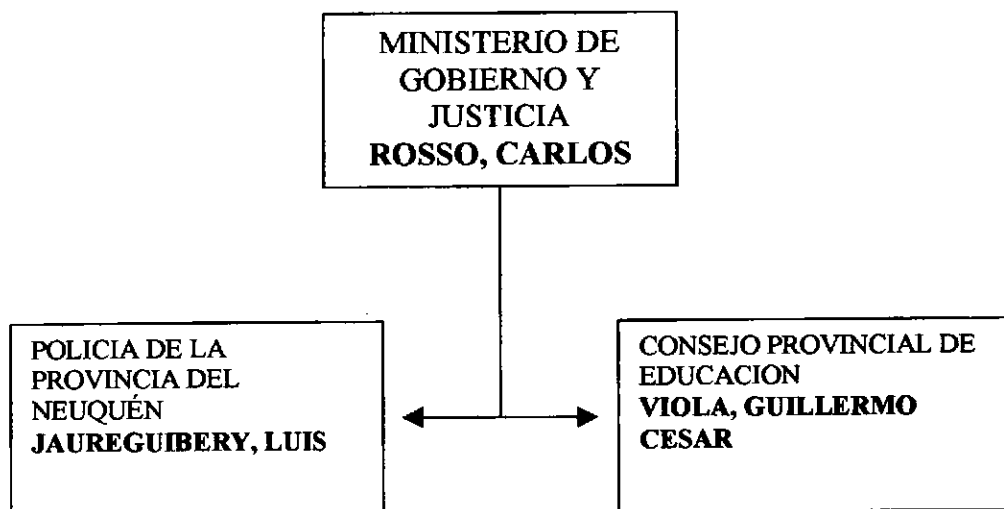 MINISTERIO DE
GOBIERNO Y
JUSTICIA
ROSSO, CARLOS
POLICIA DE LA
PROVINCIA DEL
NEUQUÉN
JAUREGUIBERY, LUIS
CONSEJO PROVINCIAL DE
EDUCACION
VIOLA, GUILLERMO
CESAR